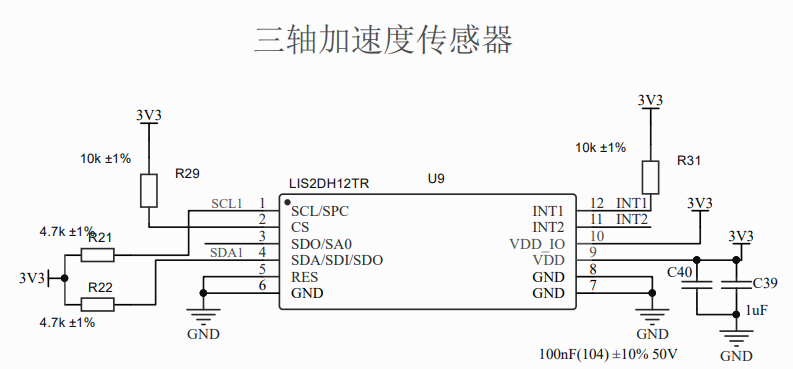 三轴加速度传感器
3V3
3V3
10k ±1%
R29
10k ±1%
R31
LIS2DH12TR
U9
SCL1
1
SCL/SPC
INT1
12
INT1
2
CS
INT2
11
INT2
3V3
4.7k ±1%
R21
3
SDO/SA0
VDD_IO
10
3V3
SDA1
4
SDA/SDI/SDO
VDD
9
3V3
5
RES
GND
8
C40
C39
R22
6
GND
GND
7
4.7k ±1%
1uF
GND
GND
100nF(104) ±10% 50V
GND